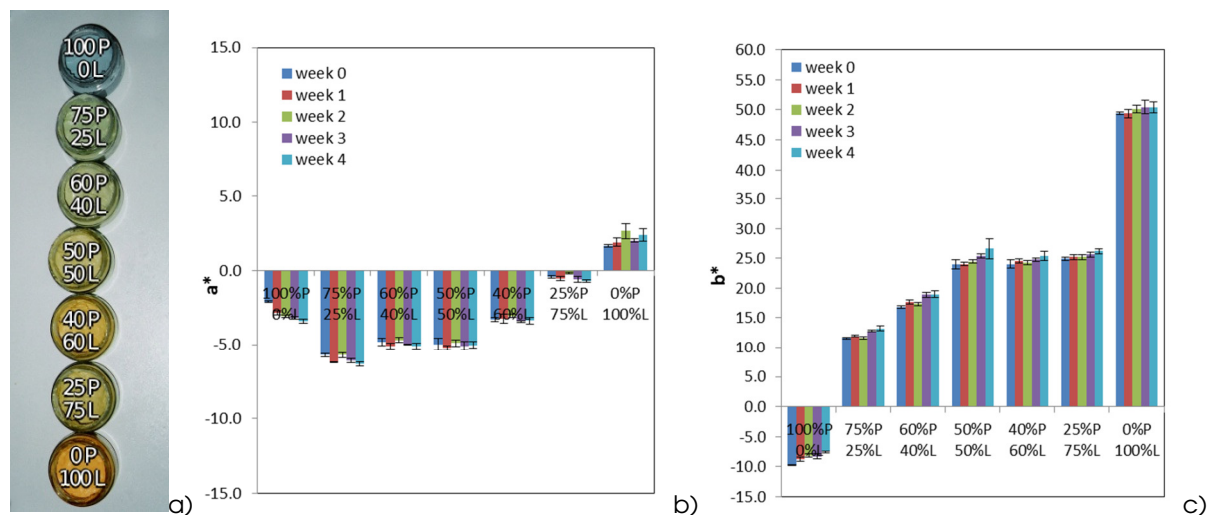 100P
0L
75P
25L
60P
40L
50P
50L
40P
60L
25P
75L
0P
100L
a)
15.0
10.0
5.0
0.0
-5.0
-10.0
-15.0
a*
week 0
week 1
week 2
week 3
week 4
100%P 75%P 60%P 50%P 40%P 25%P 0%P
0%L 25%L 40%L 50%L 60%L 75%L 100%L
b)
60.0
55.0
50.0
45.0
40.0
35.0
30.0
25.0
20.0
15.0
10.0
5.0
0.0
-5.0
-10.0
-15.0
b*
week 0
week 1
week 2
week 3
week 4
100%P 75%P 60%P 50%P 40%P 25%P 0%P
0%L 25%L 40%L 50%L 60%L 75%L 100%L
c)